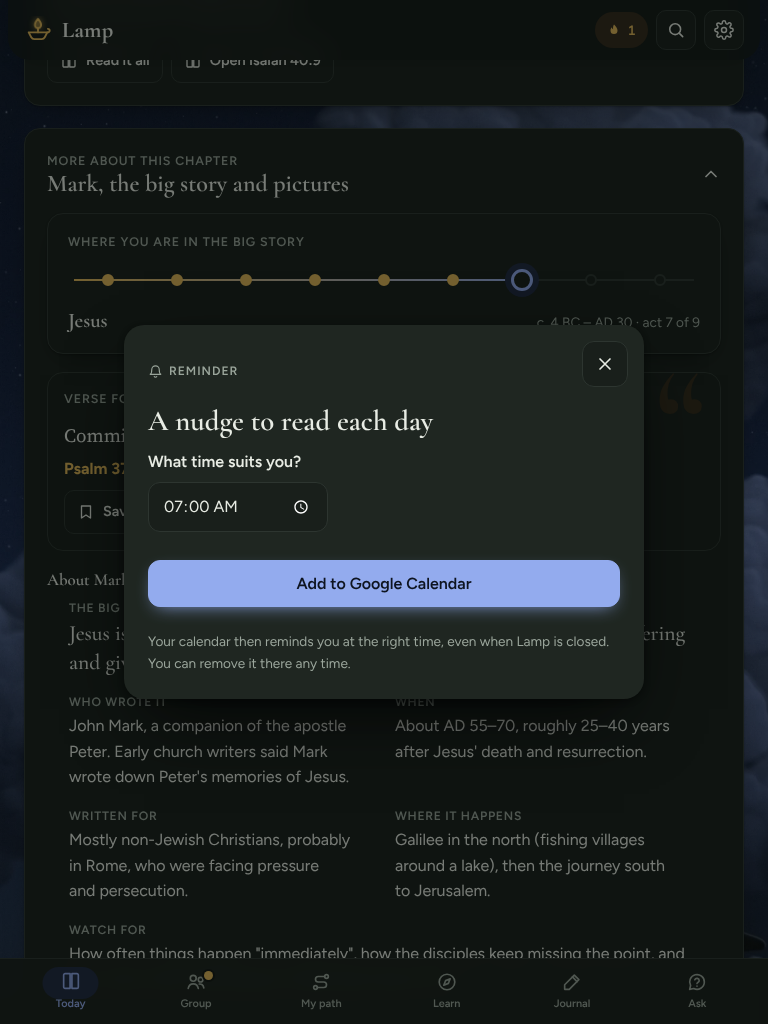 Lamp
1
Read it all
Open Isaiah 40:9
MORE ABOUT THIS CHAPTER
Mark, the big story and pictures
WHERE YOU ARE IN THE BIG STORY
Jesus
c. 4 BC – AD 30 · act 7 of 9
VERSE
Psalm
REMINDER
A nudge to read each day
What time suits you?
07:00 AM
Add to Google Calendar
Your calendar then reminds you at the right time, even when Lamp is closed.
You can remove it there any time.
About Mark
THE BIG
Jesus is
and
WHO WROTE IT
John Mark, a companion of the apostle
Peter. Early church writers said Mark
wrote down Peter's memories of Jesus.
WHEN
About AD 55–70, roughly 25–40 years
after Jesus' death and resurrection.
WRITTEN FOR
Mostly non-Jewish Christians, probably
in Rome, who were facing pressure
and persecution.
WHERE IT HAPPENS
Galilee in the north (fishing villages
around a lake), then the journey south
to Jerusalem.
WATCH FOR
How often things happen "immediately", how the disciples keep missing the point, and
Today
Group
My path
Learn
Journal
Ask